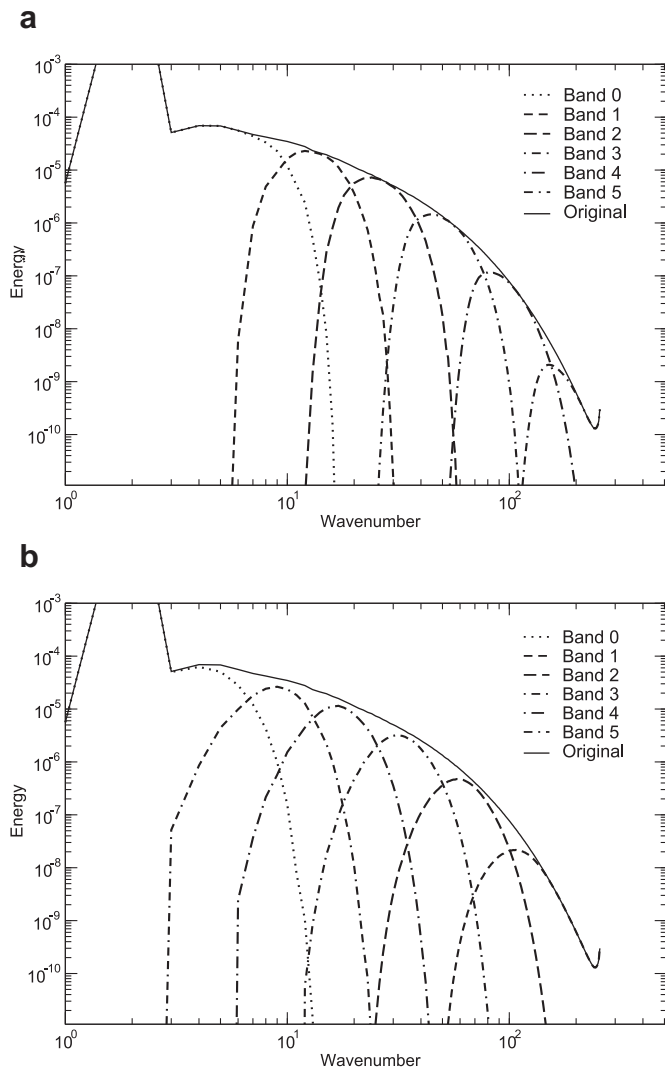 a
10^-3
10^-4
10^-5
10^-6
10^-7
10^-8
10^-9
10^-10
Energy
Band 0
Band 1
Band 2
Band 3
Band 4
Band 5
Original
10^0
10^1
10^2
Wavenumber
b
10^-3
10^-4
10^-5
10^-6
10^-7
10^-8
10^-9
10^-10
Energy
Band 0
Band 1
Band 2
Band 3
Band 4
Band 5
Original
10^0
10^1
10^2
Wavenumber